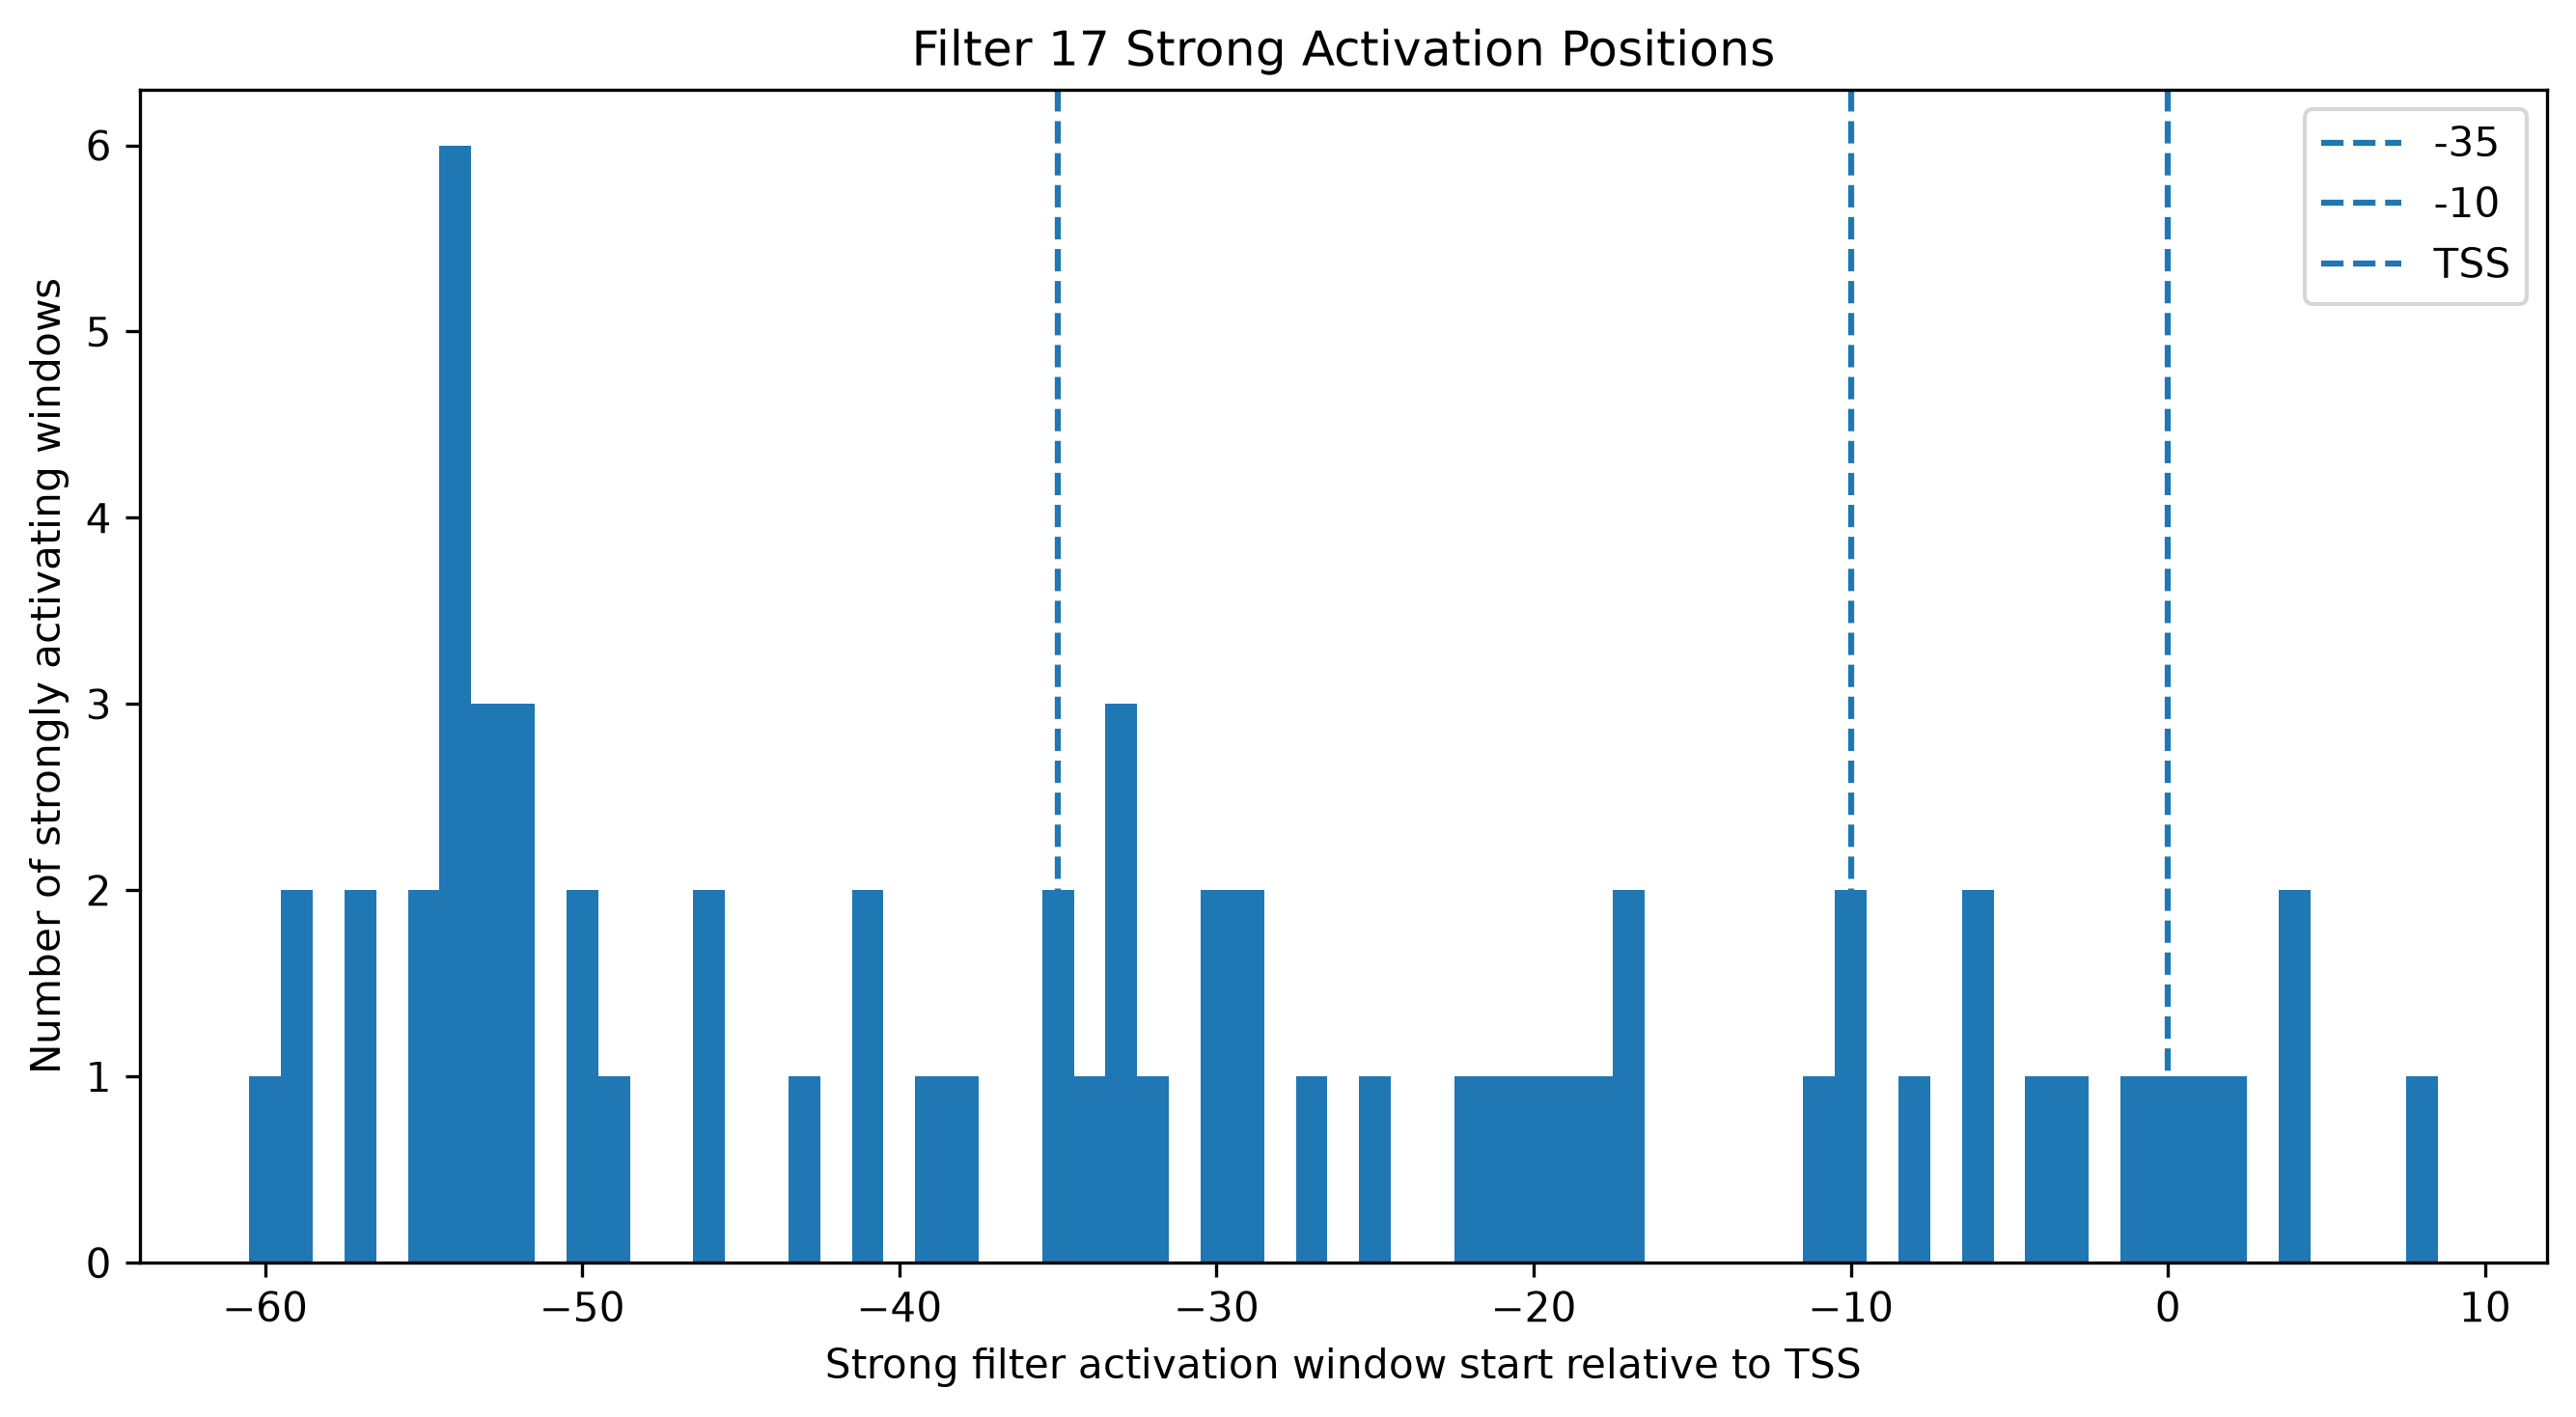 Filter 17 Strong Activation Positions
-35
-10
TSS
6
5
4
3
2
1
0
Number of strongly activating windows
−60 −50 −40 −30 −20 −10 0 10
Strong filter activation window start relative to TSS